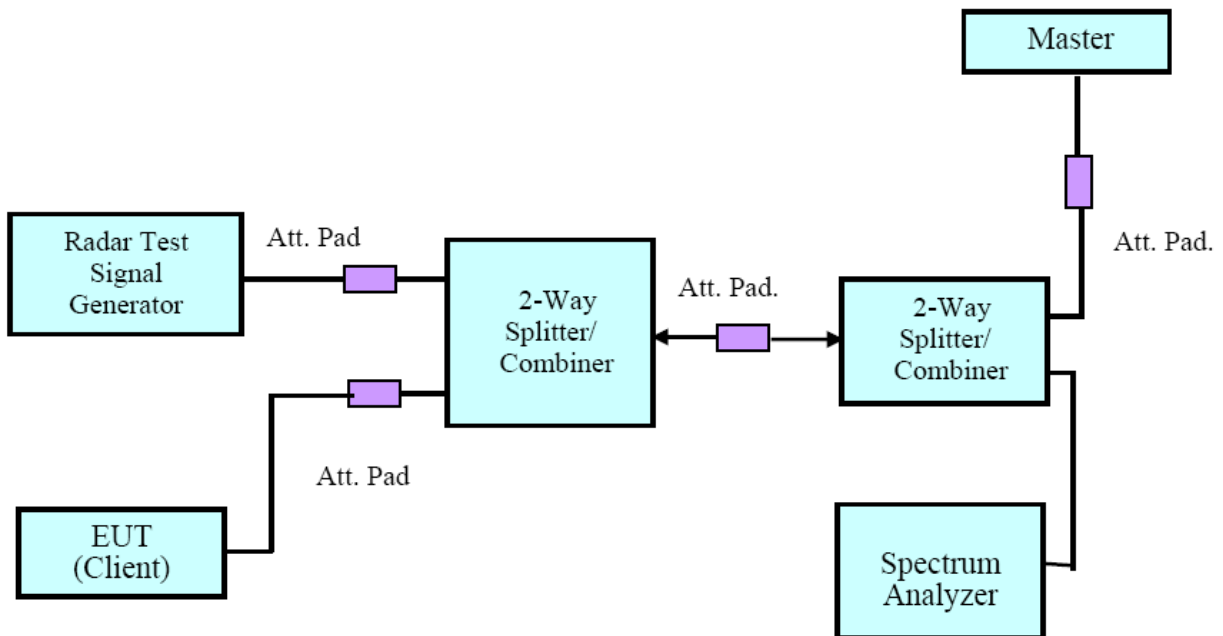 Master
Att. Pad.
Radar Test
Signal
Generator
Att. Pad
2-Way
Splitter/
Combiner
Att. Pad.
2-Way
Splitter/
Combiner
Att. Pad
EUT
(Client)
Spectrum
Analyzer